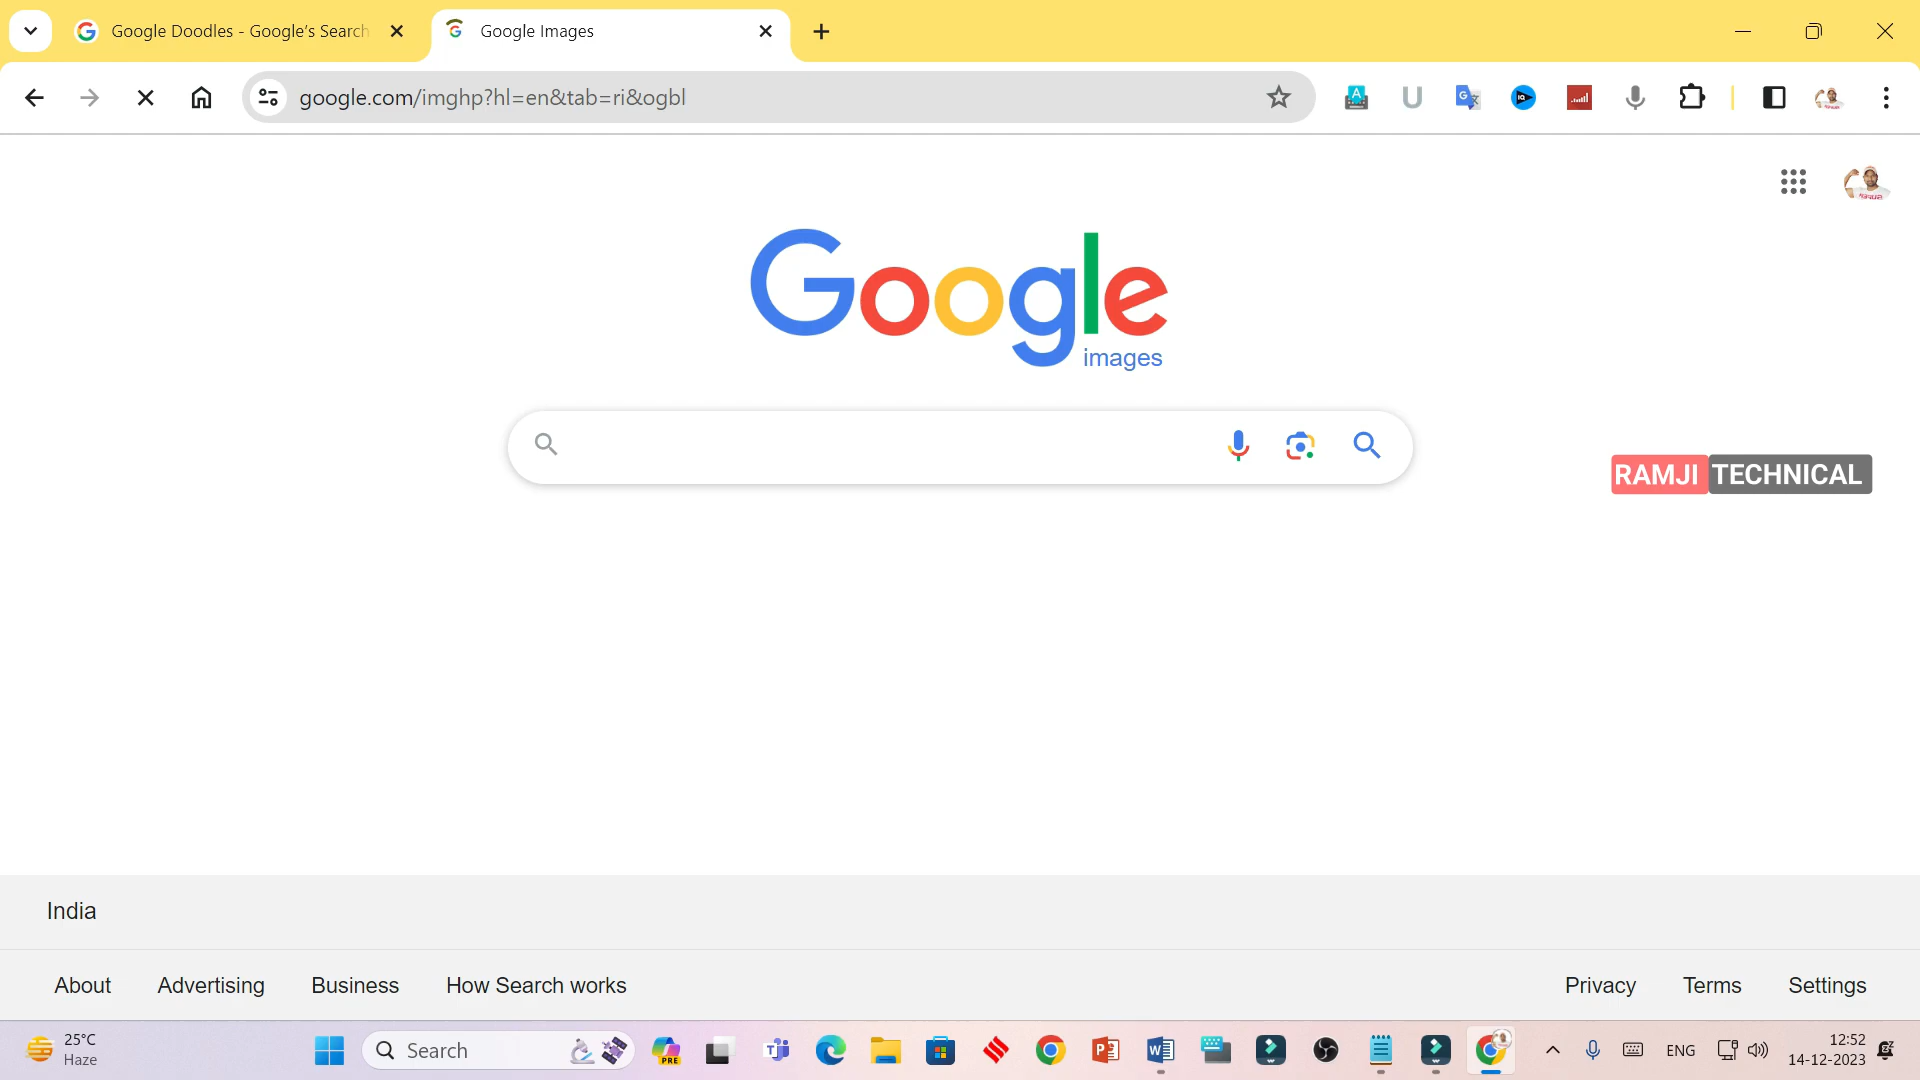 Google Doodles - Google's Search
Google Images
google.com/imghp?hl=en&tab=ri&ogbl
Google
images
RAMJI TECHNICAL
India
About Advertising Business How Search works
Privacy Terms Settings
25°C
Haze
Search
PRE
ENG
12:52
14-12-2023